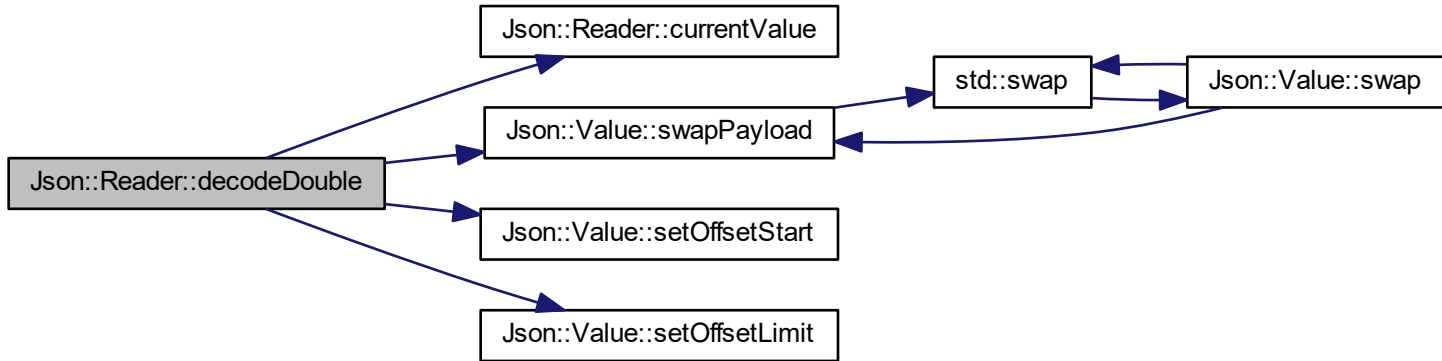 Json::Reader::currentValue
std::swap
Json::Value::swap
Json::Value::swapPayload
Json::Reader::decodeDouble
Json::Value::setOffsetStart
Json::Value::setOffsetLimit